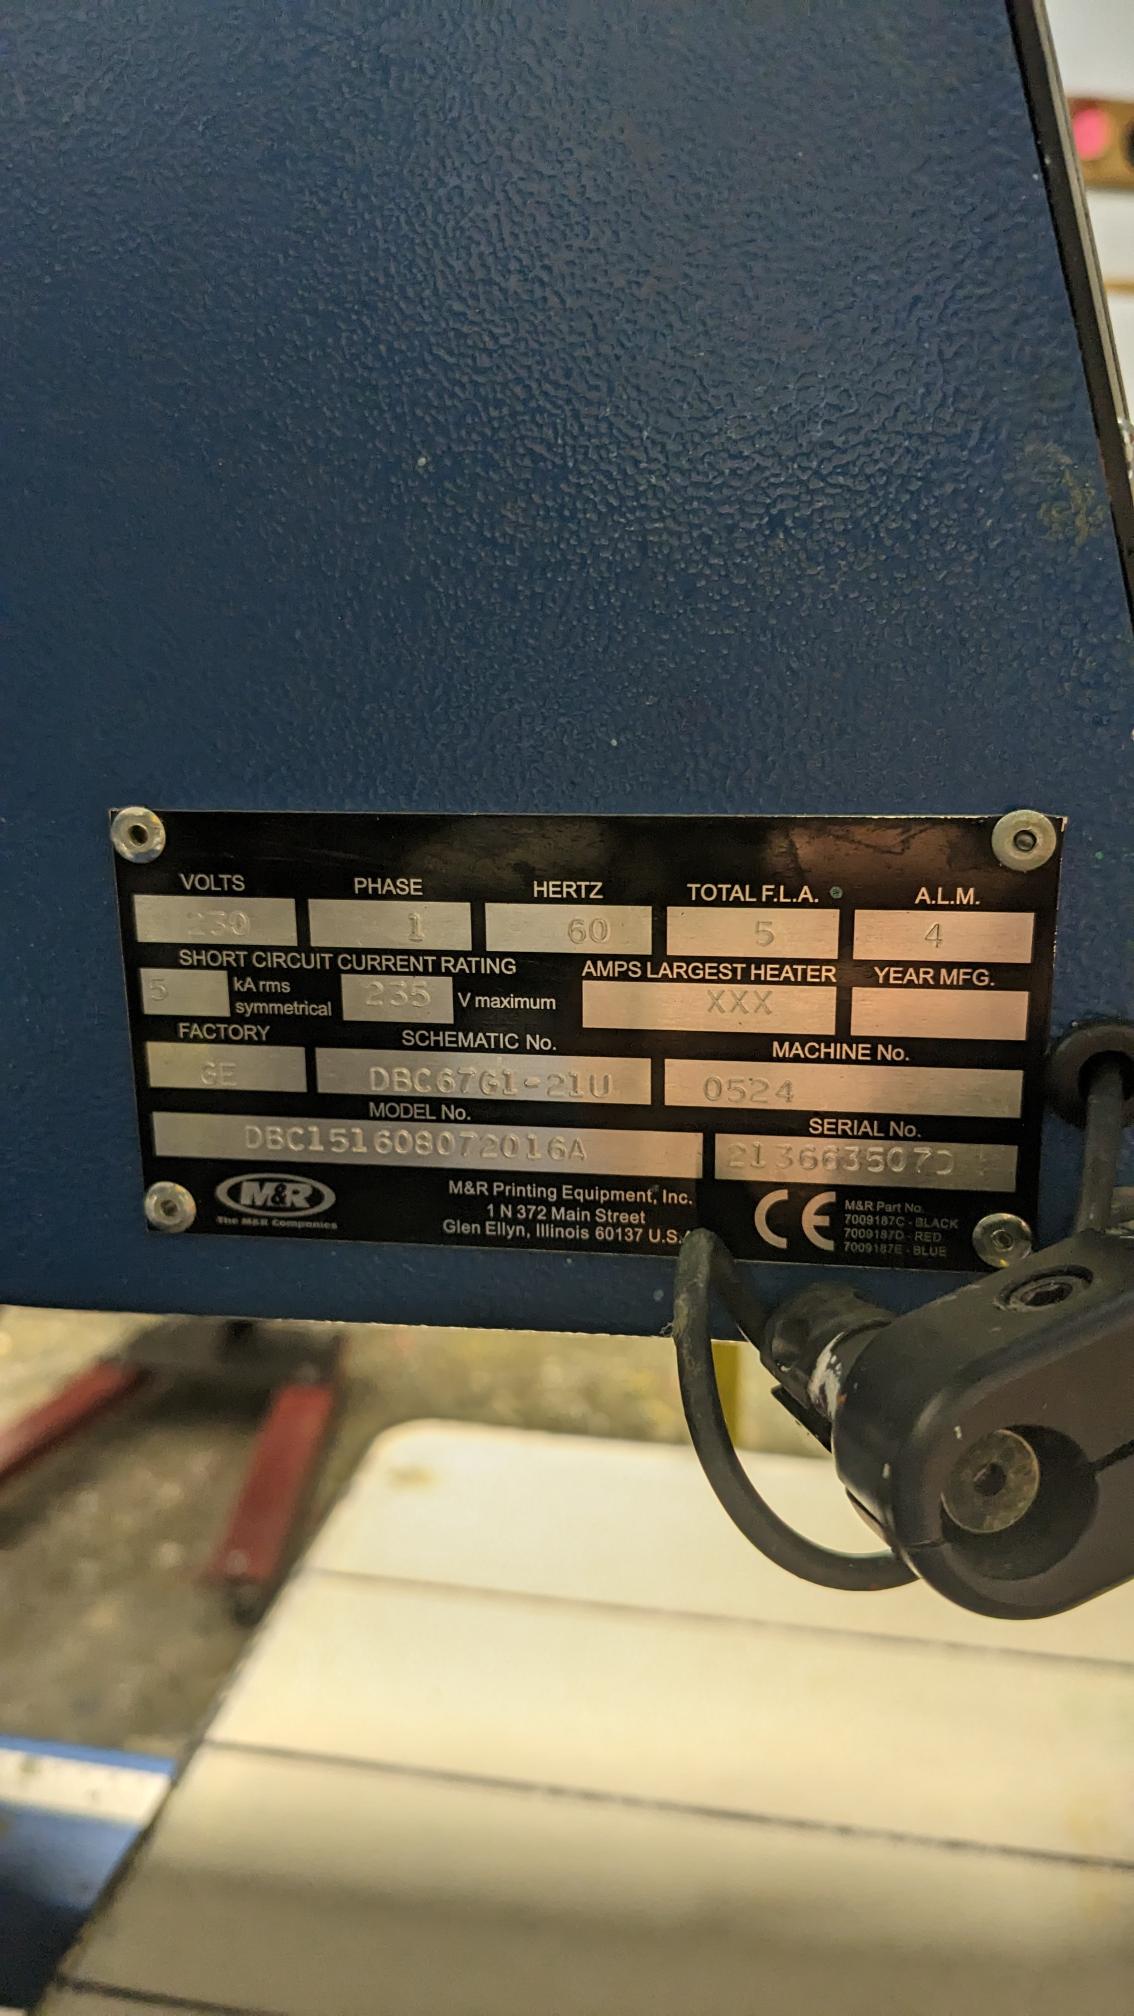 VOLTS PHASE HERTZ TOTAL F.L.A. A.L.M.
230 1 60 5 4
SHORT CIRCUIT CURRENT RATING AMPS LARGEST HEATER YEAR MFG.
5 kA rms symmetrical 235 V maximum XXX
FACTORY SCHEMATIC No. MACHINE No.
GE DBC67G1-21U 0524
MODEL No. SERIAL No.
DBC151608072016A 213663507D
M&R
The M&R Companies
M&R Printing Equipment, Inc.
1 N 372 Main Street
Glen Ellyn, Illinois 60137 U.S.
CE
M&R Part No.
7009187C - BLACK
7009187D - RED
7009187E - BLUE